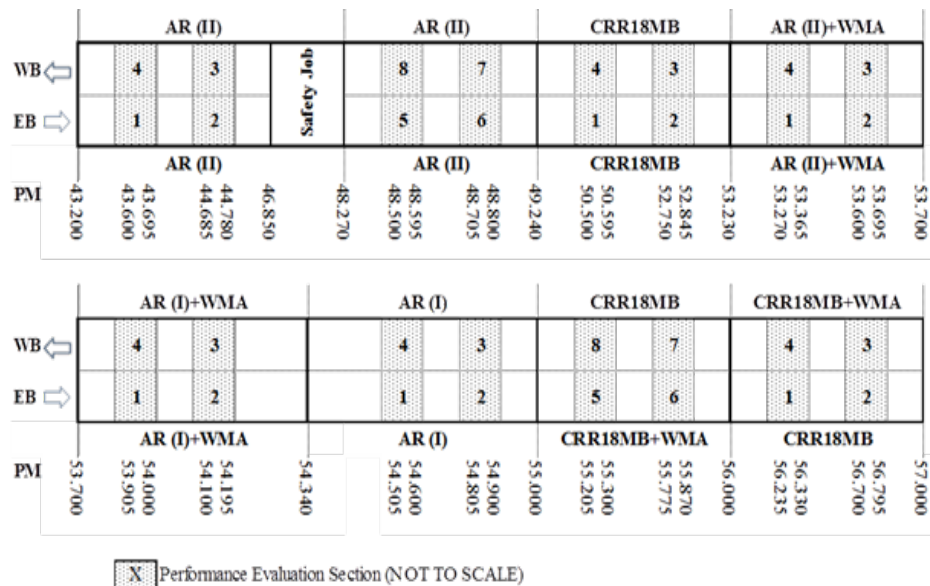 AR (II) AR (II) CRR18MB AR (II)+WMA
WB 4 3 Safety Job 8 7 4 3 4 3
EB 1 2 5 6 1 2 1 2
AR (II) AR (II) CRR18MB AR (II)+WMA
PM 43.200 43.600 43.695 44.685 44.780 46.850 48.270 48.500 48.595 48.705 48.800 49.240 50.500 50.595 52.750 52.845 53.230 53.270 53.365 53.600 53.695 53.700
AR (I)+WMA AR (I) CRR18MB CRR18MB+WMA
WB 4 3 4 3 8 7 4 3
EB 1 2 1 2 5 6 1 2
AR (I)+WMA AR (I) CRR18MB+WMA CRR18MB
PM 53.700 53.905 54.000 54.100 54.195 54.340 54.505 54.600 54.805 54.900 55.000 55.205 55.300 55.775 55.870 56.000 56.235 56.330 56.700 56.795 57.000
X Performance Evaluation Section (NOT TO SCALE)